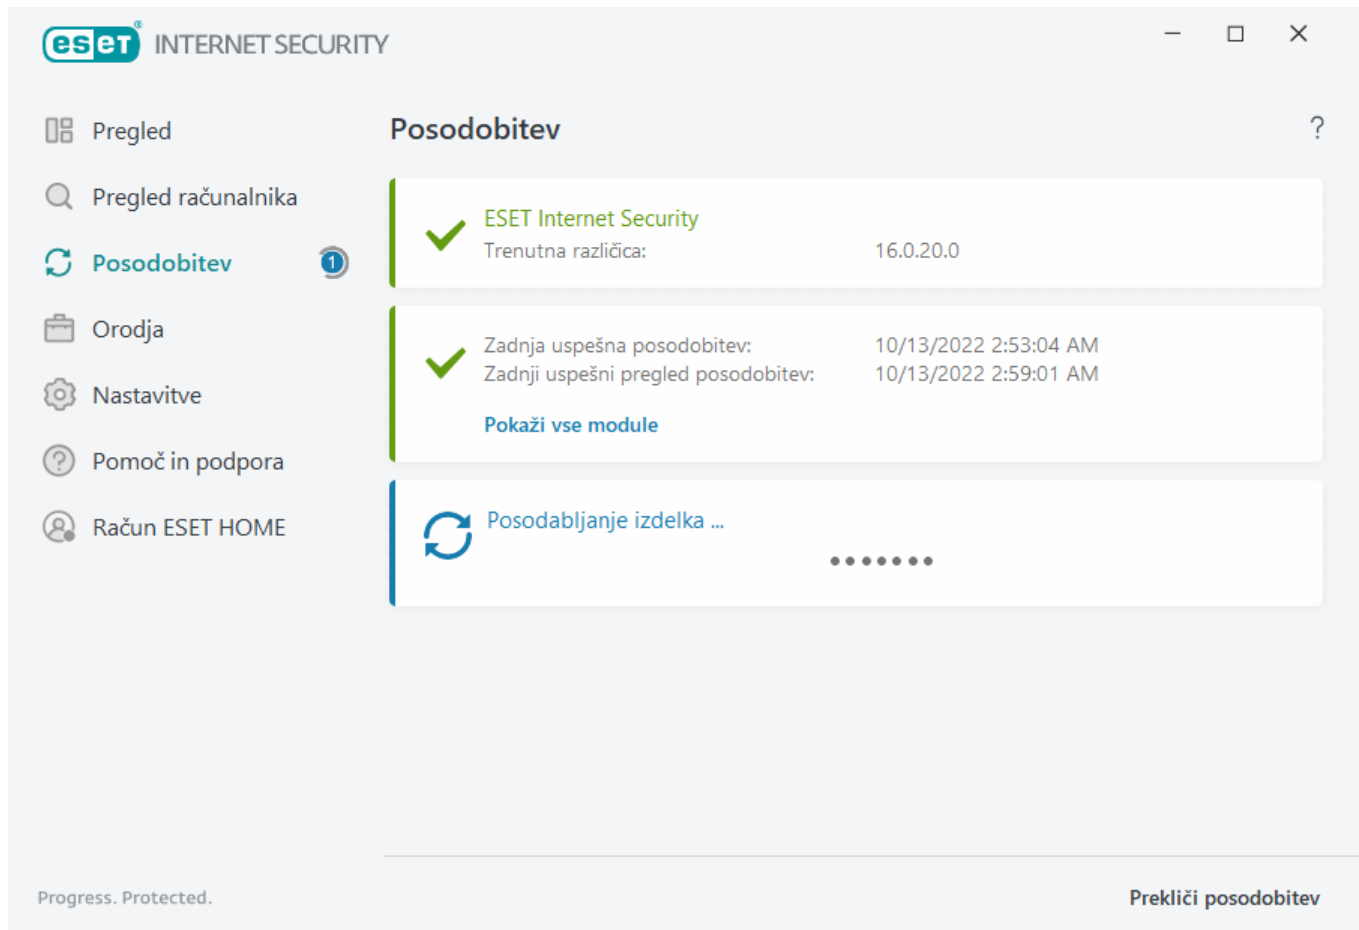 eseT® INTERNET SECURITY
Pregled
Pregled računalnika
Posodobitev 1
Orodja
Nastavitve
Pomoč in podpora
Račun ESET HOME
Posodobitev ?
ESET Internet Security
Trenutna različica: 16.0.20.0
Zadnja uspešna posodobitev: 10/13/2022 2:53:04 AM
Zadnji uspešni pregled posodobitev: 10/13/2022 2:59:01 AM
Pokaži vse module
Posodabljanje izdelka ...
Progress. Protected.
Prekliči posodobitev